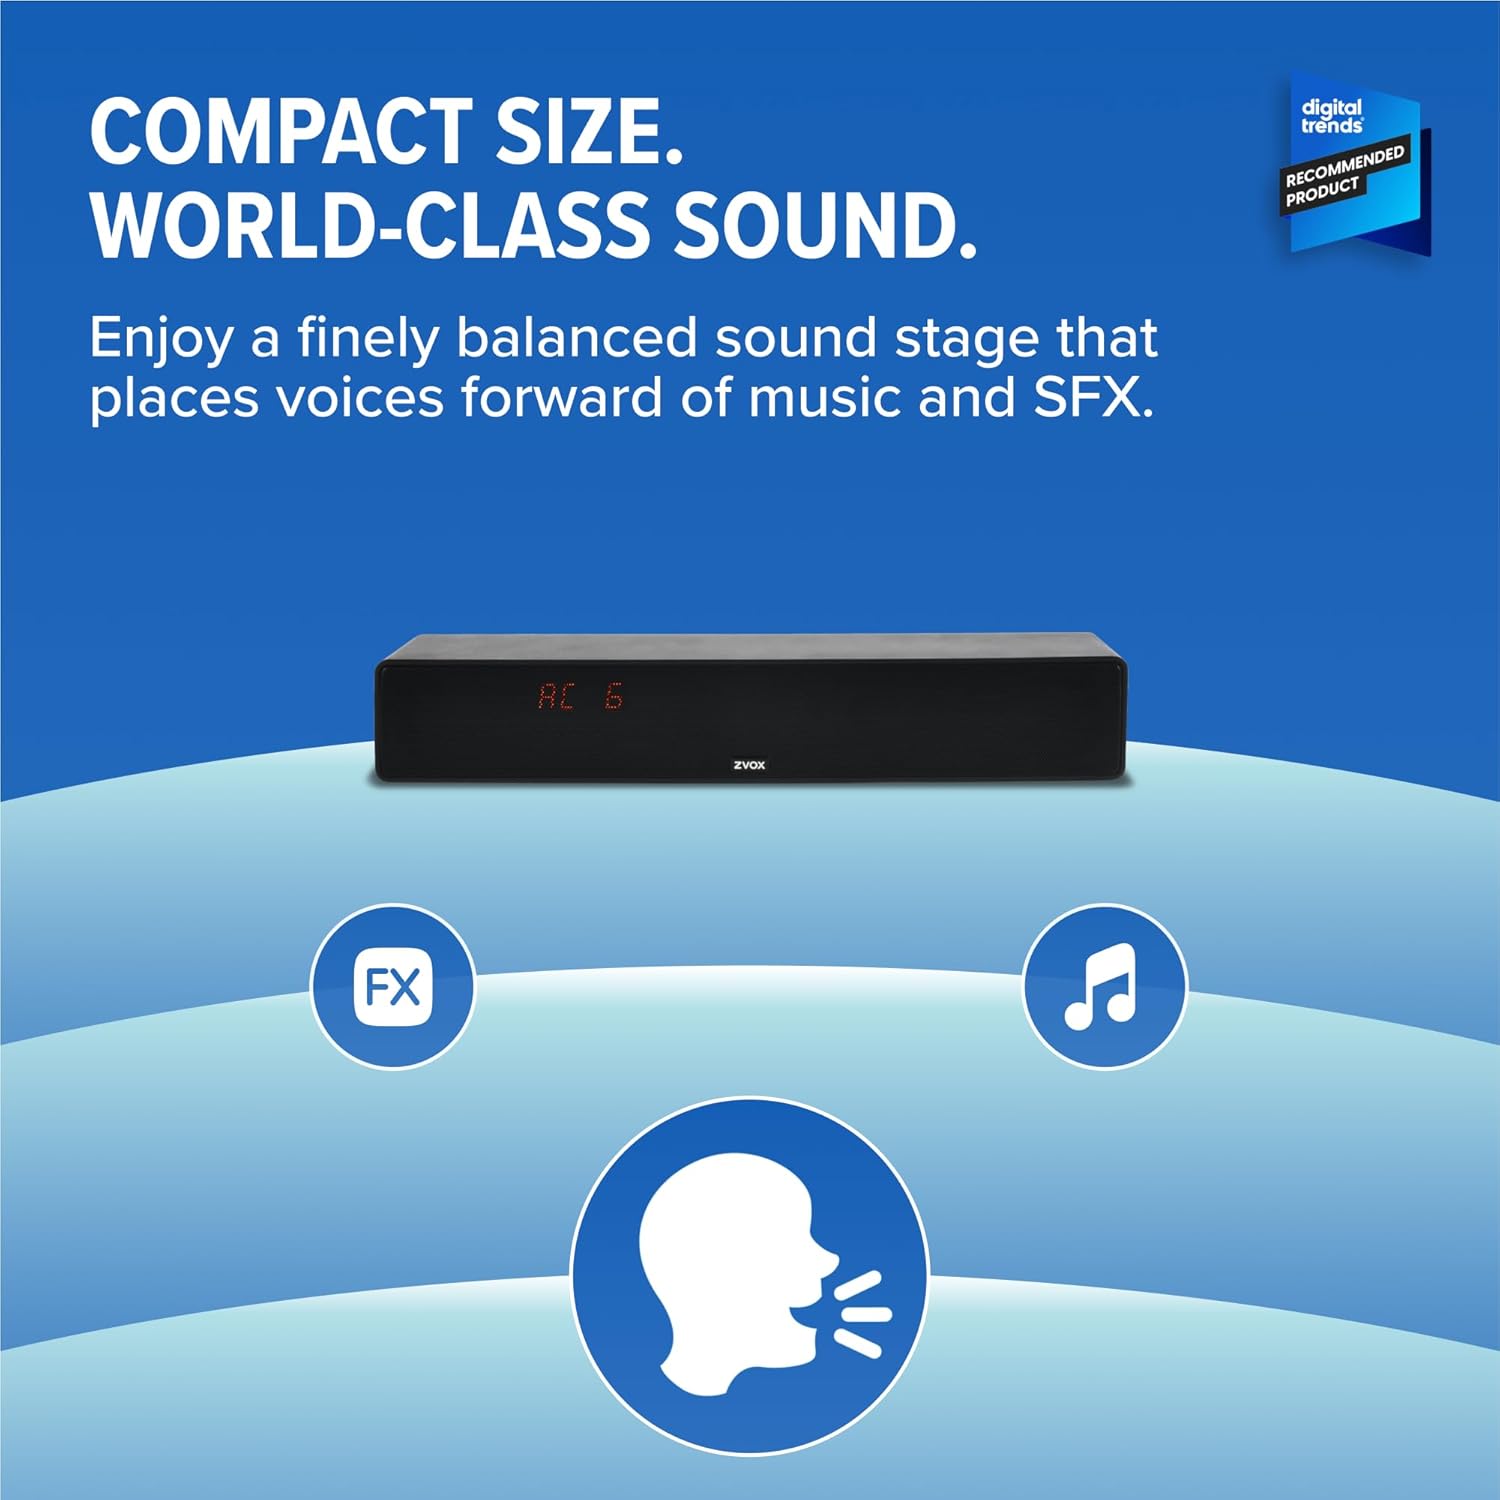 COMPACT SIZE.
WORLD-CLASS SOUND.
Enjoy a finely balanced sound stage that
places voices forward of music and SFX.
digital
trends
RECOMMENDED
PRODUCT
AC 6
ZVOX
FX